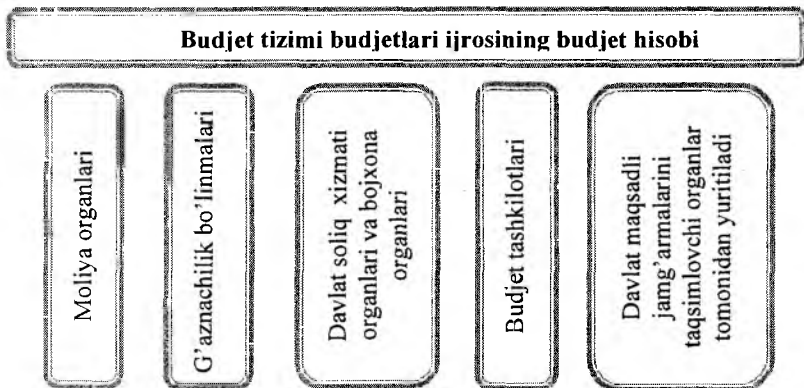 Budjet tizimi budjetlari ijrosining budjet hisobi
Moliya organlari
G'aznachilik bo'linmalari
Davlat soliq xizmati
organlari va bojxona
organlari
Budjet tashkilotlari
Davlat maqsadli
jamg'armalarini
taqsimlovchi organlar
tomonidan yuritiladi